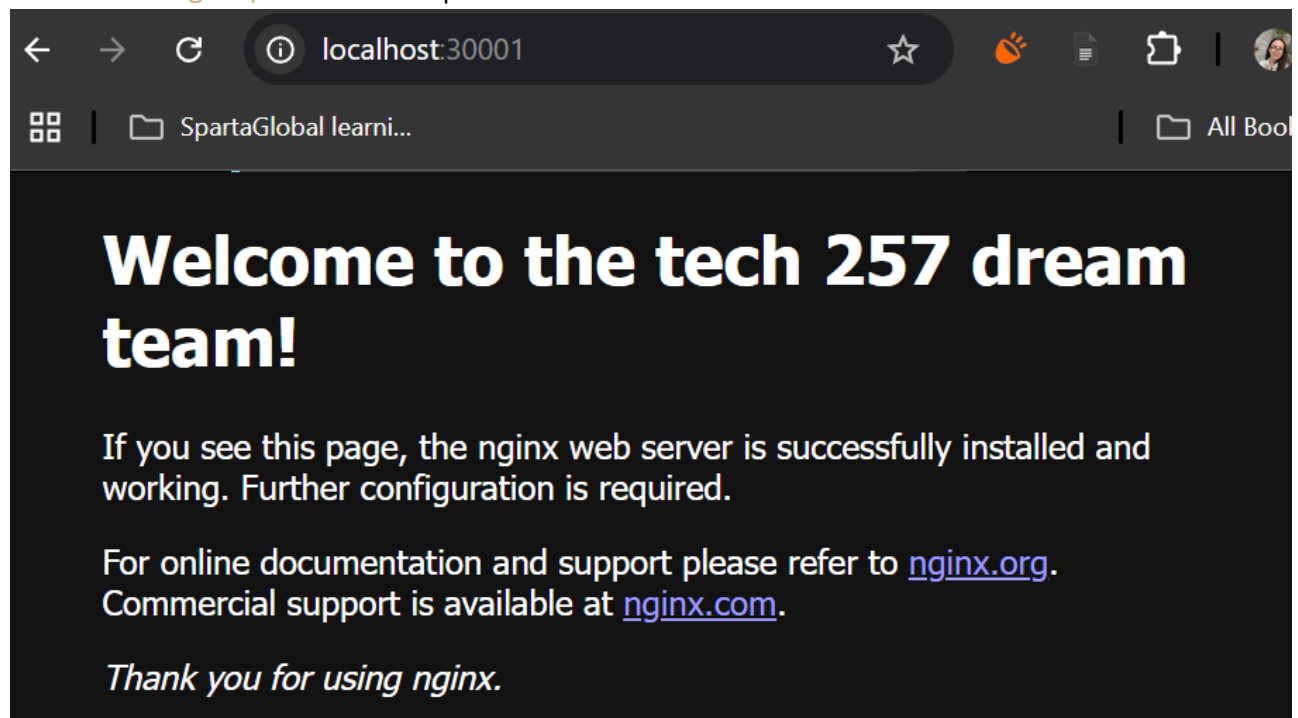 localhost:30001
SpartaGlobal learni...
All Bool
Welcome to the tech 257 dream
team!
If you see this page, the nginx web server is successfully installed and
working. Further configuration is required.
For online documentation and support please refer to nginx.org.
Commercial support is available at nginx.com.
Thank you for using nginx.